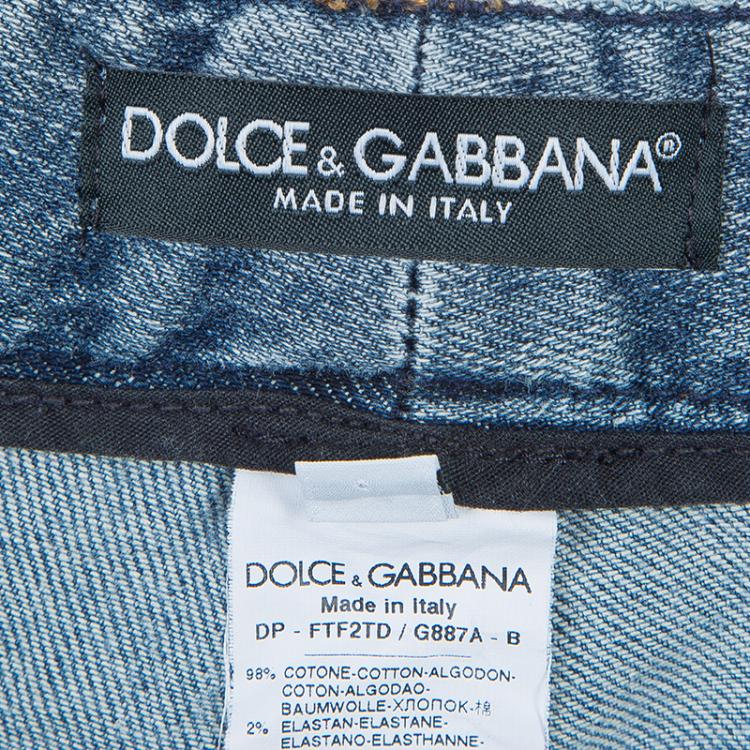 DOLCE & GABBANA®
MADE IN ITALY
DOLCE & GABBANA
Made in Italy
DP - FTF2TD / G887A - B
98% COTONE-COTTON-ALGODON-
COTON-ALGODAO-
BAUMWOLLE-ХЛОПОК-棉
2% ELASTAN-ELASTANE-
ELASTANO-ELASTHANNE-